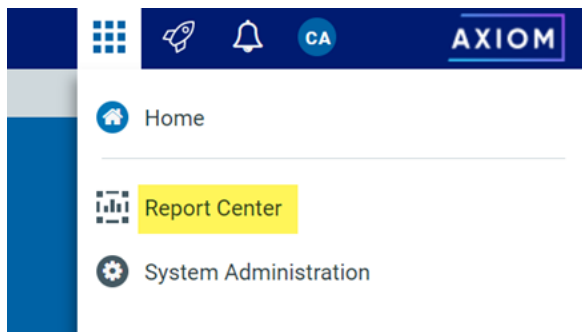 CA
AXIOM
Home
Report Center
System Administration